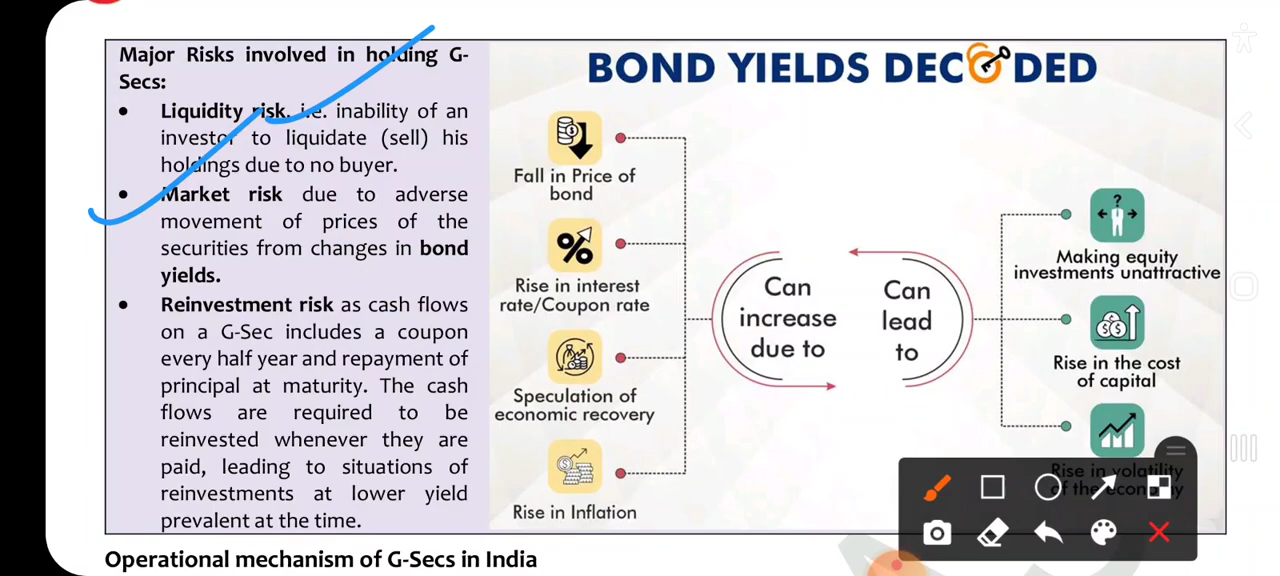 Major Risks involved in holding G-
Secs:
• Liquidity risk, i.e. inability of an
investor to liquidate (sell) his
holdings due to no buyer.
• Market risk due to adverse
movement of prices of the
securities from changes in bond
yields.
• Reinvestment risk as cash flows
on a G-Sec includes a coupon
every half year and repayment of
principal at maturity. The cash
flows are required to be
reinvested whenever they are
paid, leading to situations of
reinvestments at lower yield
prevalent at the time.
BOND YIELDS DECODED
Fall in Price of
bond
Rise in interest
rate/Coupon rate
Speculation of
economic recovery
Rise in Inflation
Can
increase
due to
Can
lead
to
Making equity
investments unattractive
Rise in the cost
of capital
Rise in volatility
of the economy
Operational mechanism of G-Secs in India